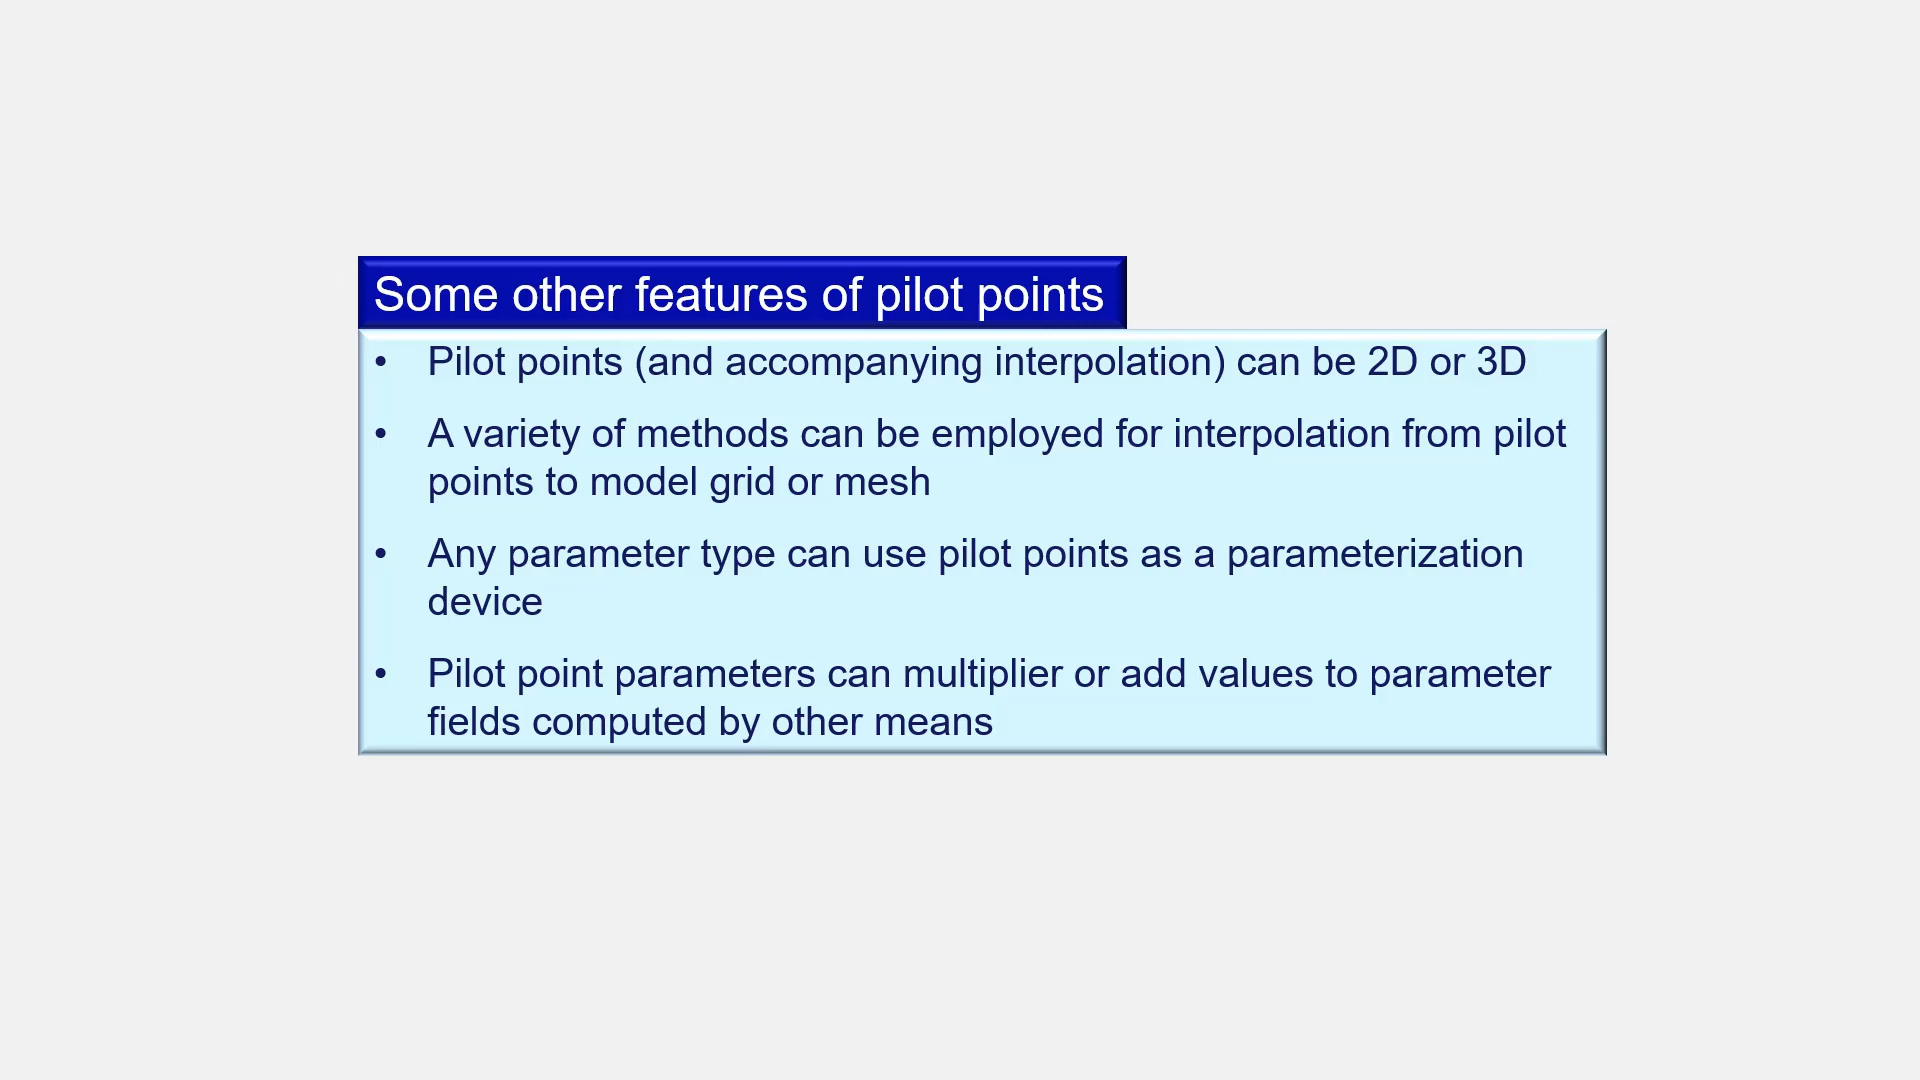 Some other features of pilot points
• Pilot points (and accompanying interpolation) can be 2D or 3D
• A variety of methods can be employed for interpolation from pilot
points to model grid or mesh
• Any parameter type can use pilot points as a parameterization
device
• Pilot point parameters can multiplier or add values to parameter
fields computed by other means